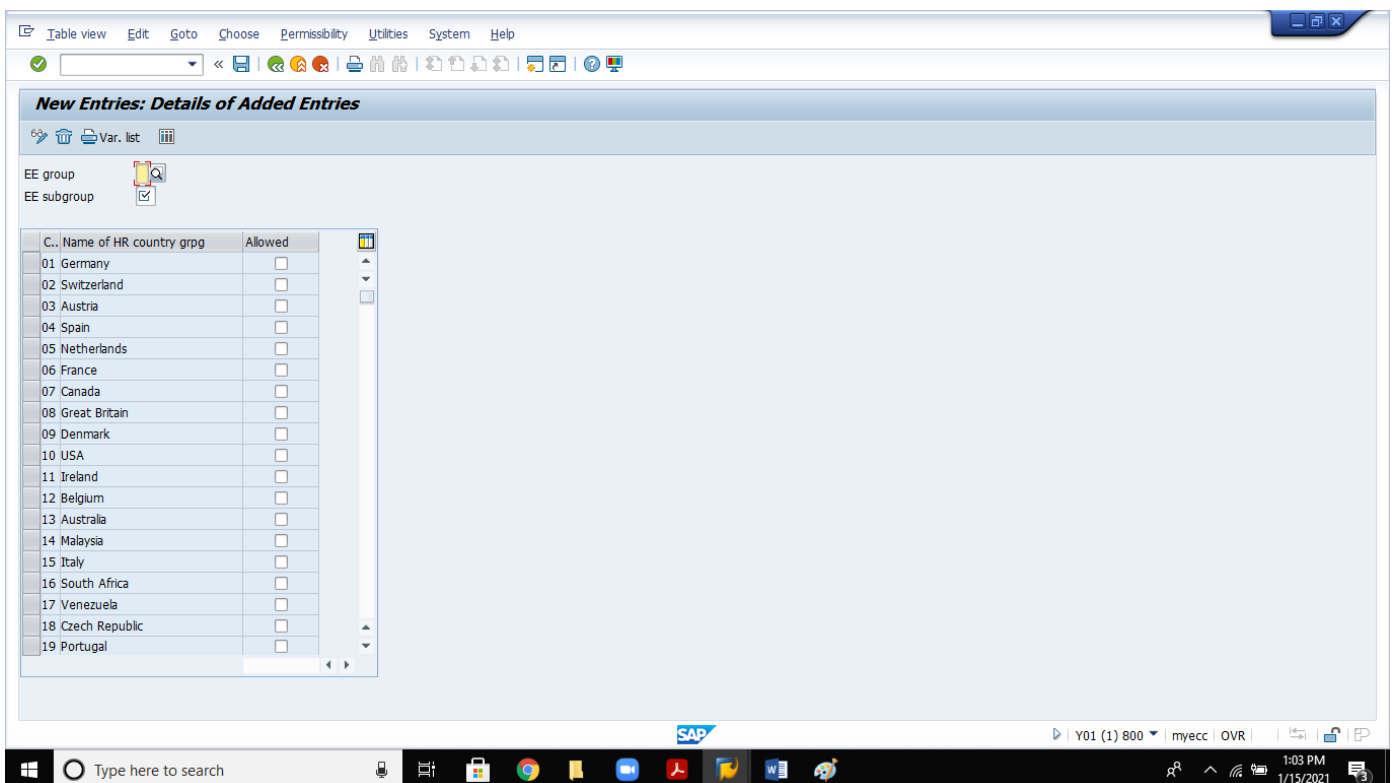 Table view Edit Goto Choose Permissibility Utilities System Help
New Entries: Details of Added Entries
Var. list
EE group
EE subgroup
C.. Name of HR country grpg Allowed
01 Germany
02 Switzerland
03 Austria
04 Spain
05 Netherlands
06 France
07 Canada
08 Great Britain
09 Denmark
10 USA
11 Ireland
12 Belgium
13 Australia
14 Malaysia
15 Italy
16 South Africa
17 Venezuela
18 Czech Republic
19 Portugal
SAP
Y01 (1) 800 myecc OVR
Type here to search
1:03 PM
1/15/2021
3